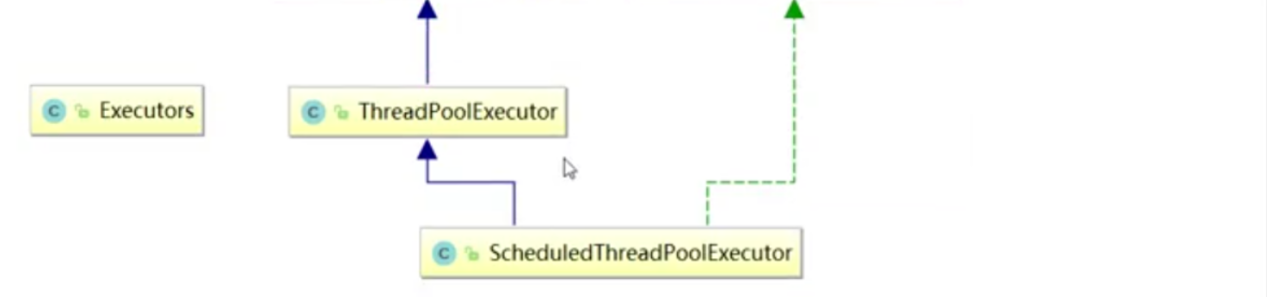 C Executors
C ThreadPoolExecutor
C ScheduledThreadPoolExecutor